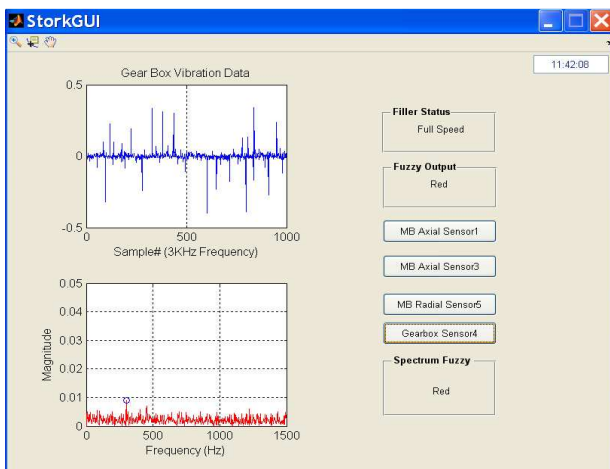 StorkGUI
11:42:08
Gear Box Vibration Data
0.5
0
-0.5
0 500 1000
Sample# (3KHz Frequency)
0.05
0.04
0.03
0.02
0.01
0
Magnitude
0 500 1000 1500
Frequency (Hz)
Filler Status
Full Speed
Fuzzy Output
Red
MB Axial Sensor1
MB Axial Sensor3
MB Radial Sensor5
Gearbox Sensor4
Spectrum Fuzzy
Red